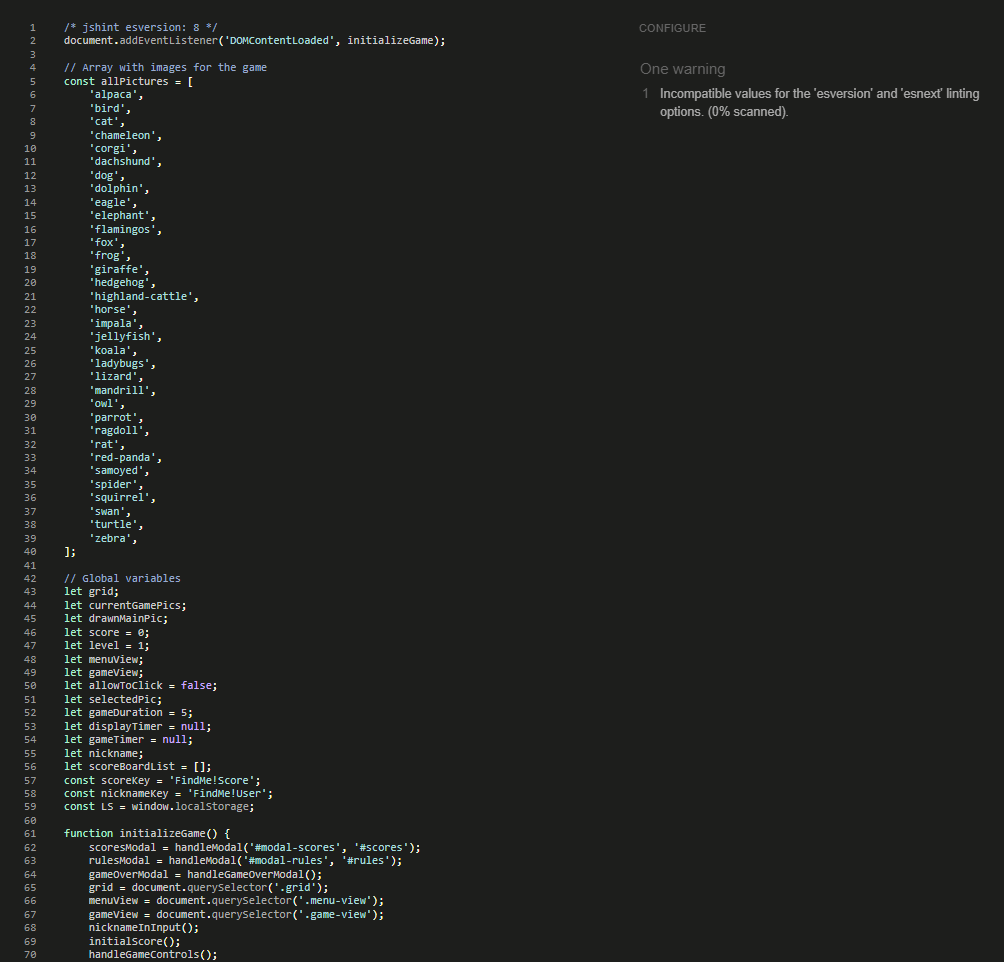 1 /* jshint esversion: 8 */
2 document.addEventListener('DOMContentLoaded', initializeGame);
3
4 // Array with images for the game
5 const allPictures = [
6 'alpaca',
7 'bird',
8 'cat',
9 'chameleon',
10 'corgi',
11 'dachshund',
12 'dog',
13 'dolphin',
14 'eagle',
15 'elephant',
16 'flamingos',
17 'fox',
18 'frog',
19 'giraffe',
20 'hedgehog',
21 'highland-cattle',
22 'horse',
23 'impala',
24 'jellyfish',
25 'koala',
26 'ladybugs',
27 'lizard',
28 'mandrill',
29 'owl',
30 'parrot',
31 'ragdoll',
32 'rat',
33 'red-panda',
34 'samoyed',
35 'spider',
36 'squirrel',
37 'swan',
38 'turtle',
39 'zebra',
40 ];
41
42 // Global variables
43 let grid;
44 let currentGamePics;
45 let drawnMainPic;
46 let score = 0;
47 let level = 1;
48 let menuView;
49 let gameView;
50 let allowToClick = false;
51 let selectedPic;
52 let gameDuration = 5;
53 let displayTimer = null;
54 let gameTimer = null;
55 let nickname;
56 let scoreBoardList = [];
57 const scoreKey = 'FindMe!Score';
58 const nicknameKey = 'FindMe!User';
59 const LS = window.localStorage;
60
61 function initializeGame() {
62 scoresModal = handleModal('#modal-scores', '#scores');
63 rulesModal = handleModal('#modal-rules', '#rules');
64 gameOverModal = handleGameOverModal();
65 grid = document.querySelector('.grid');
66 menuView = document.querySelector('.menu-view');
67 gameView = document.querySelector('.game-view');
68 nicknameInInput();
69 initialScore();
70 handleGameControls();
CONFIGURE
One warning
1 Incompatible values for the 'esversion' and 'esnext' linting
options. (0% scanned).